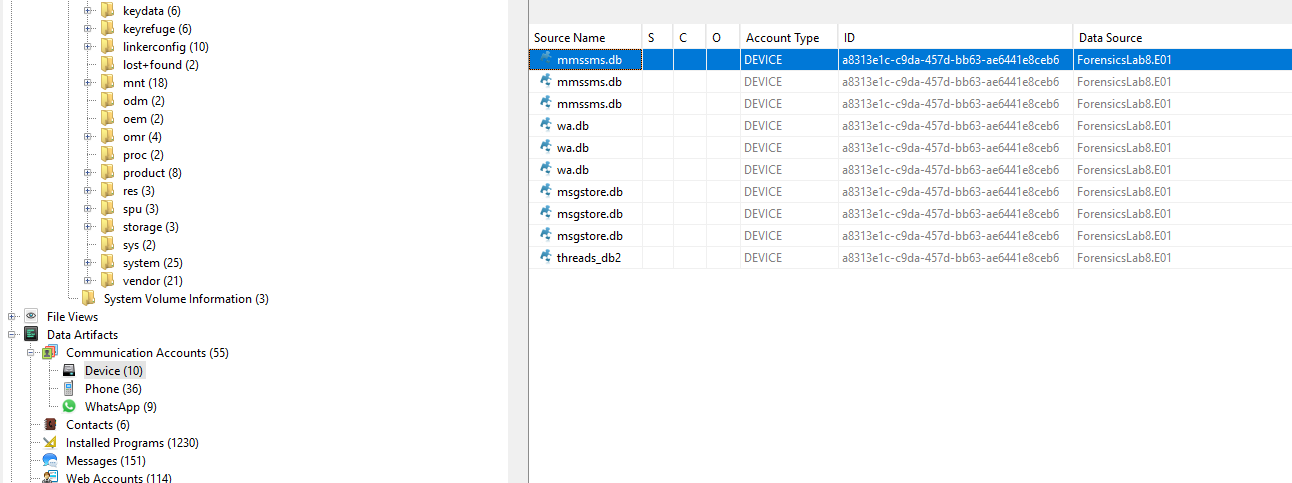 keydata (6)
keyrefuge (6)
linkerconfig (10)
lost+found (2)
mnt (18)
odm (2)
oem (2)
omr (4)
proc (2)
product (8)
res (3)
spu (3)
storage (3)
sys (2)
system (25)
vendor (21)
System Volume Information (3)
File Views
Data Artifacts
Communication Accounts (55)
Device (10)
Phone (36)
WhatsApp (9)
Contacts (6)
Installed Programs (1230)
Messages (151)
Web Accounts (114)
Source Name S C O Account Type ID Data Source
mmssms.db DEVICE a8313e1c-c9da-457d-bb63-ae6441e8ceb6 ForensicsLab8.E01
mmssms.db DEVICE a8313e1c-c9da-457d-bb63-ae6441e8ceb6 ForensicsLab8.E01
mmssms.db DEVICE a8313e1c-c9da-457d-bb63-ae6441e8ceb6 ForensicsLab8.E01
wa.db DEVICE a8313e1c-c9da-457d-bb63-ae6441e8ceb6 ForensicsLab8.E01
wa.db DEVICE a8313e1c-c9da-457d-bb63-ae6441e8ceb6 ForensicsLab8.E01
wa.db DEVICE a8313e1c-c9da-457d-bb63-ae6441e8ceb6 ForensicsLab8.E01
msgstore.db DEVICE a8313e1c-c9da-457d-bb63-ae6441e8ceb6 ForensicsLab8.E01
msgstore.db DEVICE a8313e1c-c9da-457d-bb63-ae6441e8ceb6 ForensicsLab8.E01
msgstore.db DEVICE a8313e1c-c9da-457d-bb63-ae6441e8ceb6 ForensicsLab8.E01
threads_db2 DEVICE a8313e1c-c9da-457d-bb63-ae6441e8ceb6 ForensicsLab8.E01